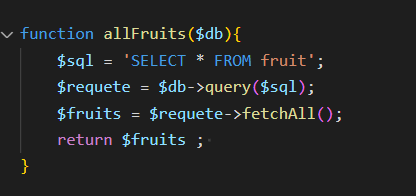 function allFruits($db){
$sql = 'SELECT * FROM fruit';
$requete = $db->query($sql);
$fruits = $requete->fetchAll();
return $fruits ;
}